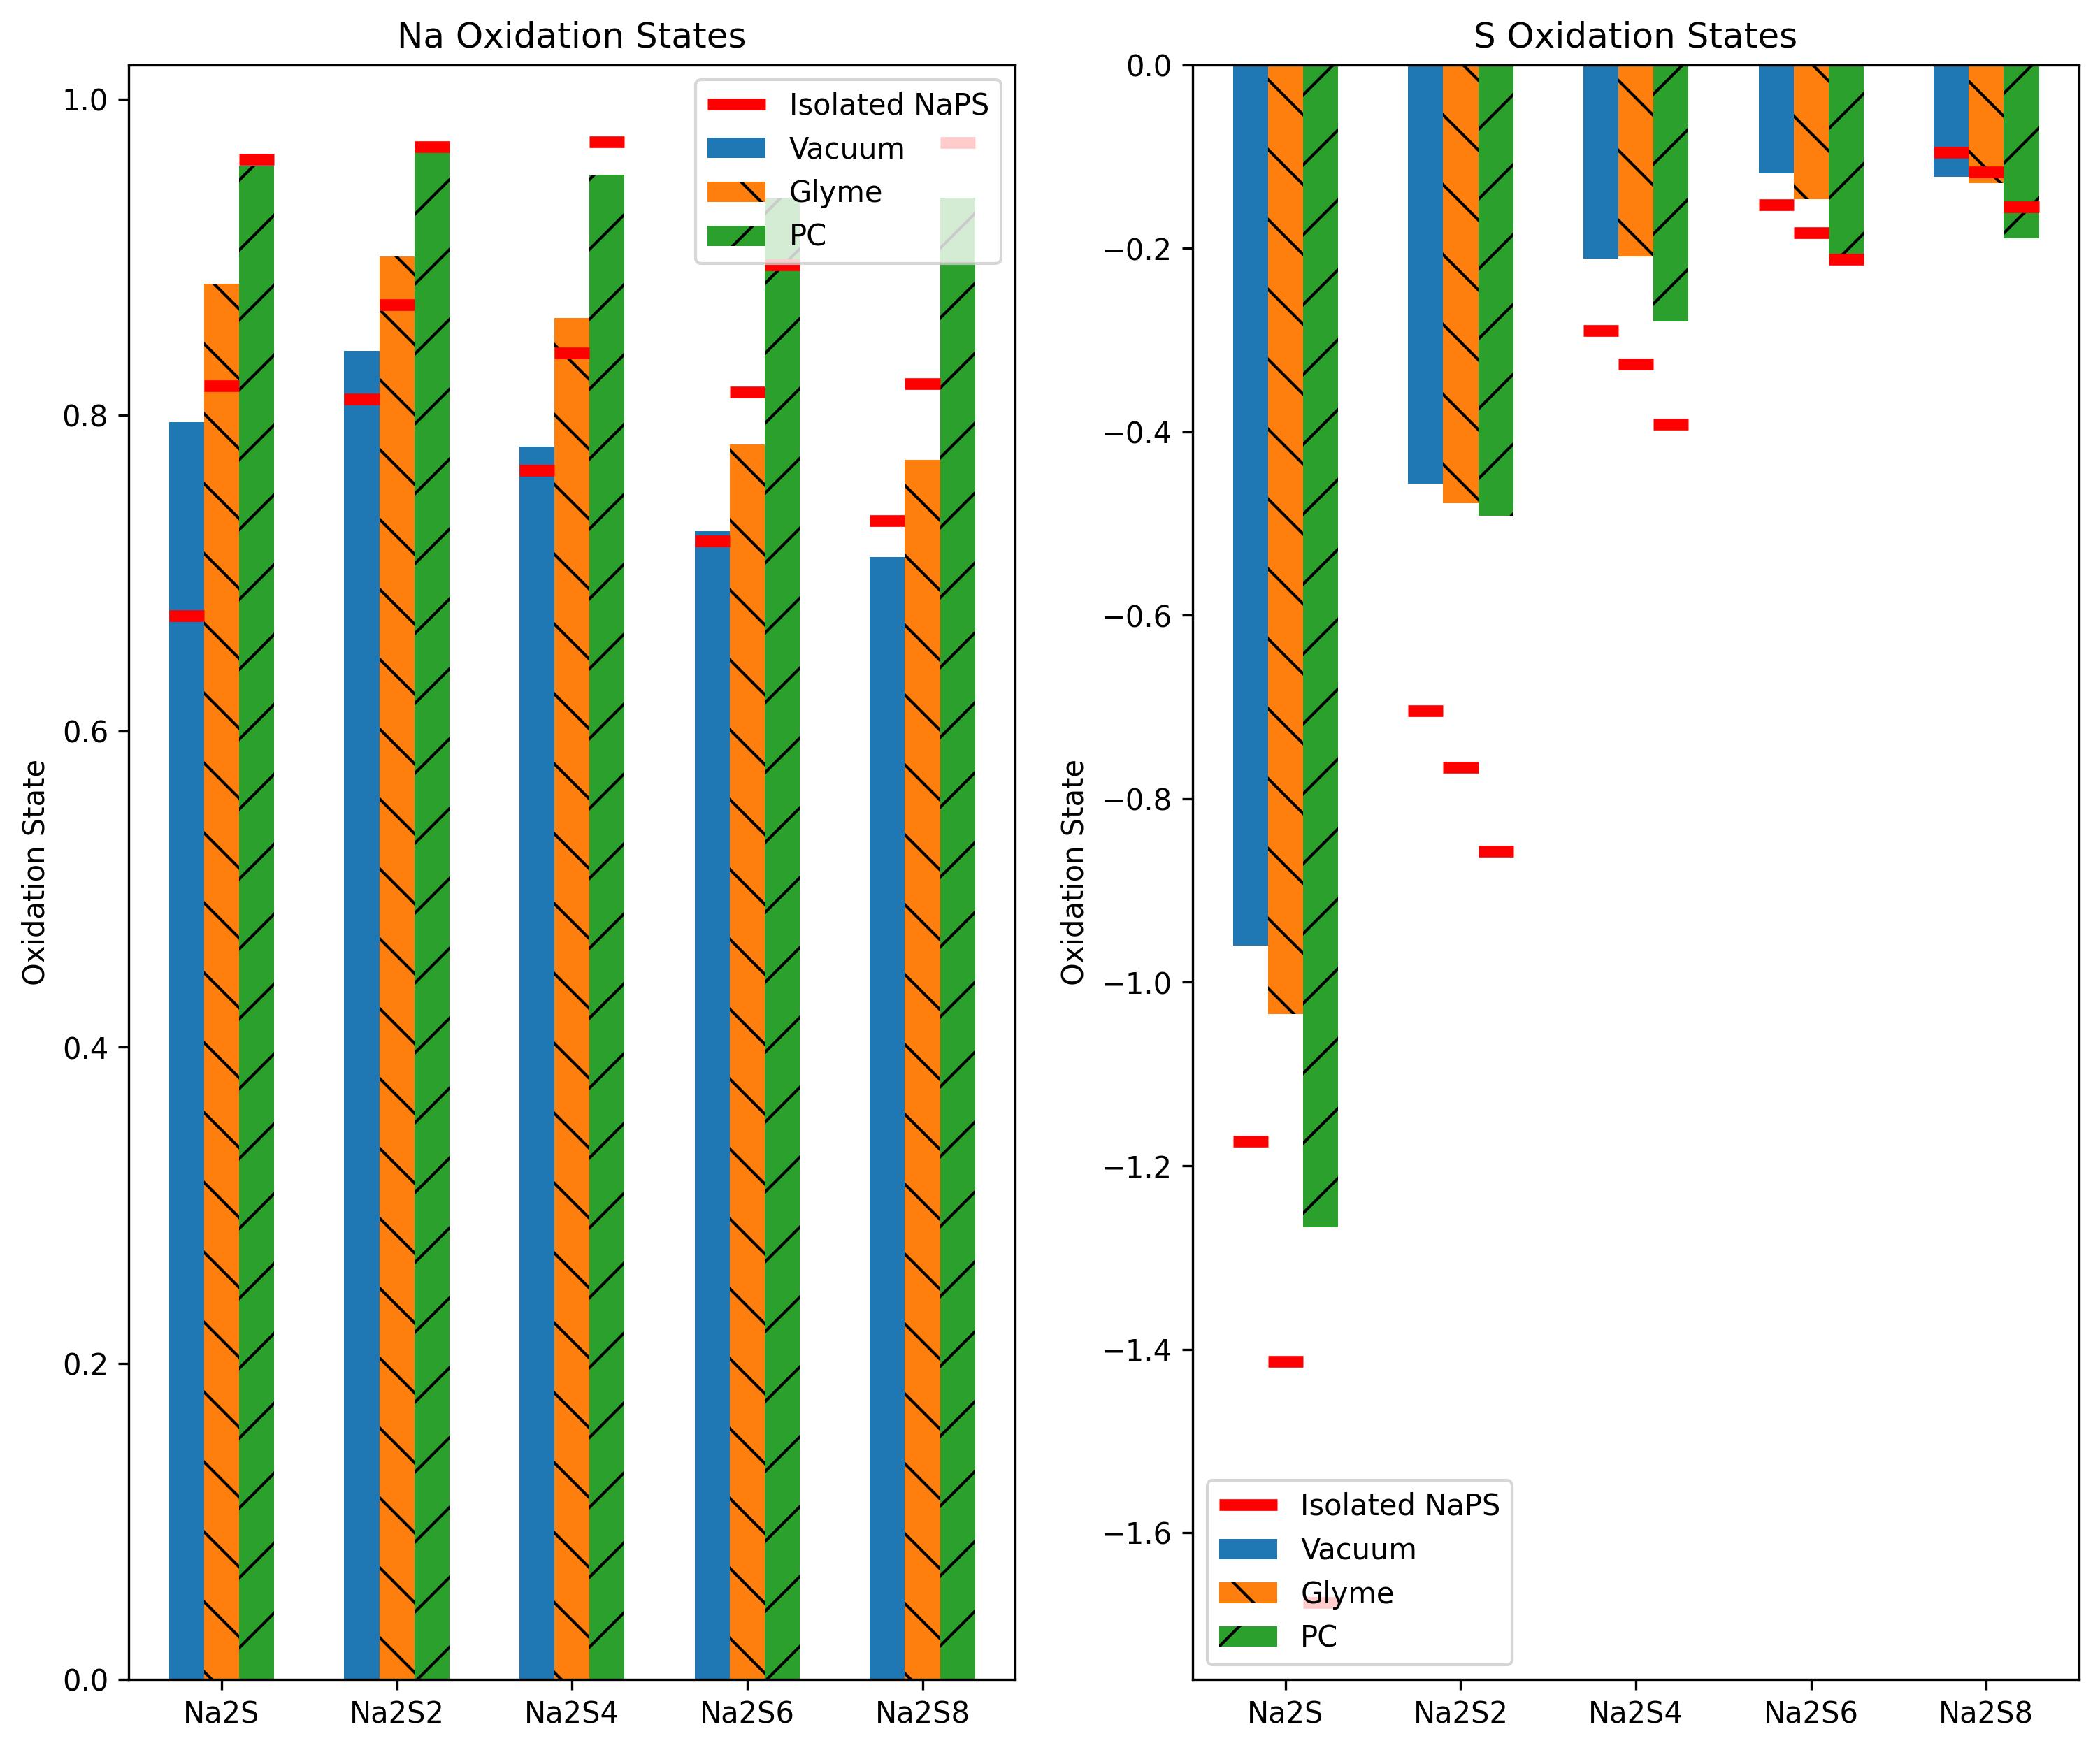 Na Oxidation States
Oxidation State
1.0
0.8
0.6
0.4
0.2
0.0
Isolated NaPS
Vacuum
Glyme
PC
Na2S
Na2S2
Na2S4
Na2S6
Na2S8
S Oxidation States
Oxidation State
0.0
−0.2
−0.4
−0.6
−0.8
−1.0
−1.2
−1.4
−1.6
Isolated NaPS
Vacuum
Glyme
PC
Na2S
Na2S2
Na2S4
Na2S6
Na2S8